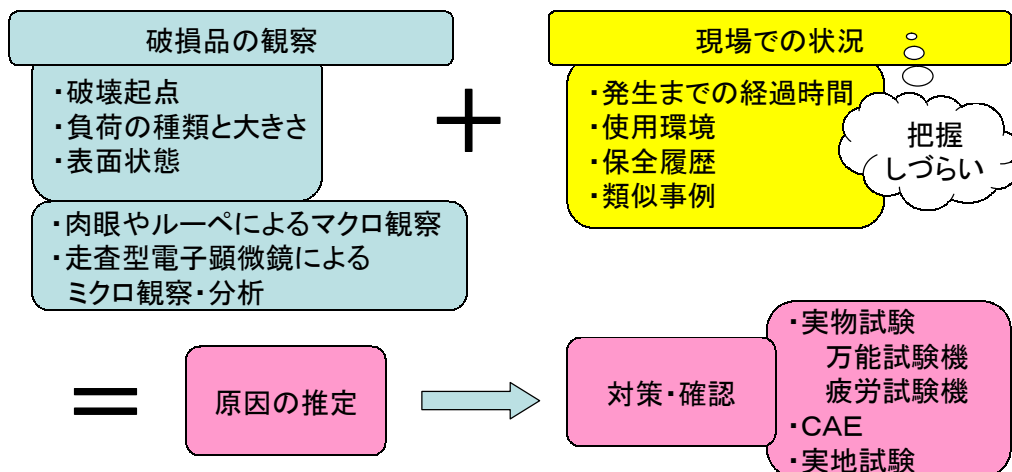 破損品の観察
・破壊起点
・負荷の種類と大きさ
・表面状態
・肉眼やルーペによるマクロ観察
・走査型電子顕微鏡による
ミクロ観察・分析
＋
現場での状況
・発生までの経過時間
・使用環境
・保全履歴
・類似事例
把握
しづらい
＝
原因の推定
対策・確認
・実物試験
万能試験機
疲労試験機
・ＣＡＥ
・実地試験